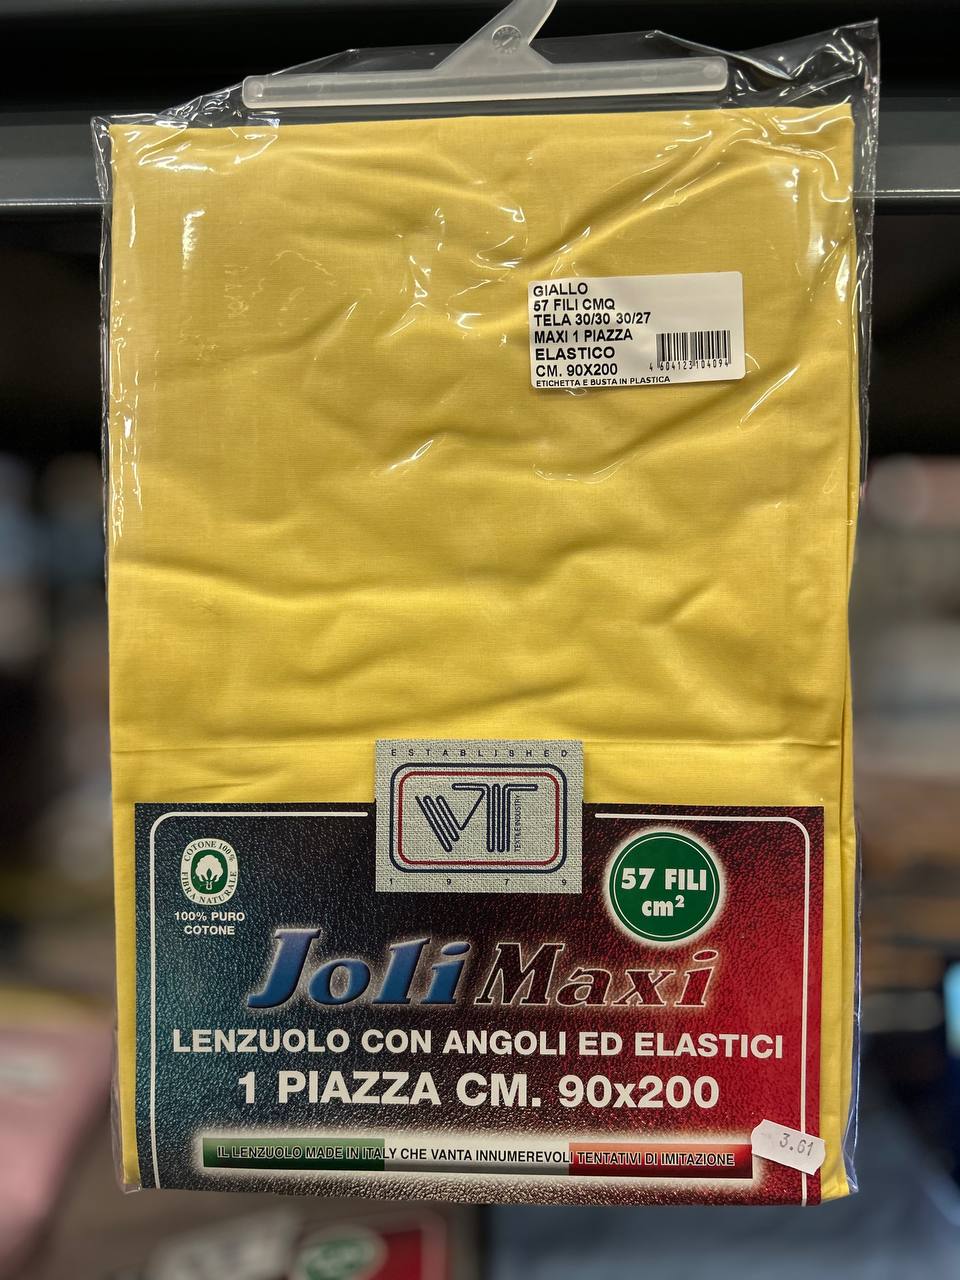 GIALLO
57 FILI CMQ
TELA 30/30 30/27
MAXI 1 PIAZZA
ELASTICO
CM. 90X200
4 604123 104094
ETICHETTA E BUSTA IN PLASTICA
ESTABLISHED
VT
1979
COTONE 100%
FIBRA NATURALE
100% PURO
COTONE
57 FILI
cm²
Joli Maxi
LENZUOLO CON ANGOLI ED ELASTICI
1 PIAZZA CM. 90x200
3.61
IL LENZUOLO MADE IN ITALY CHE VANTA INNUMEREVOLI TENTATIVI DI IMITAZIONE